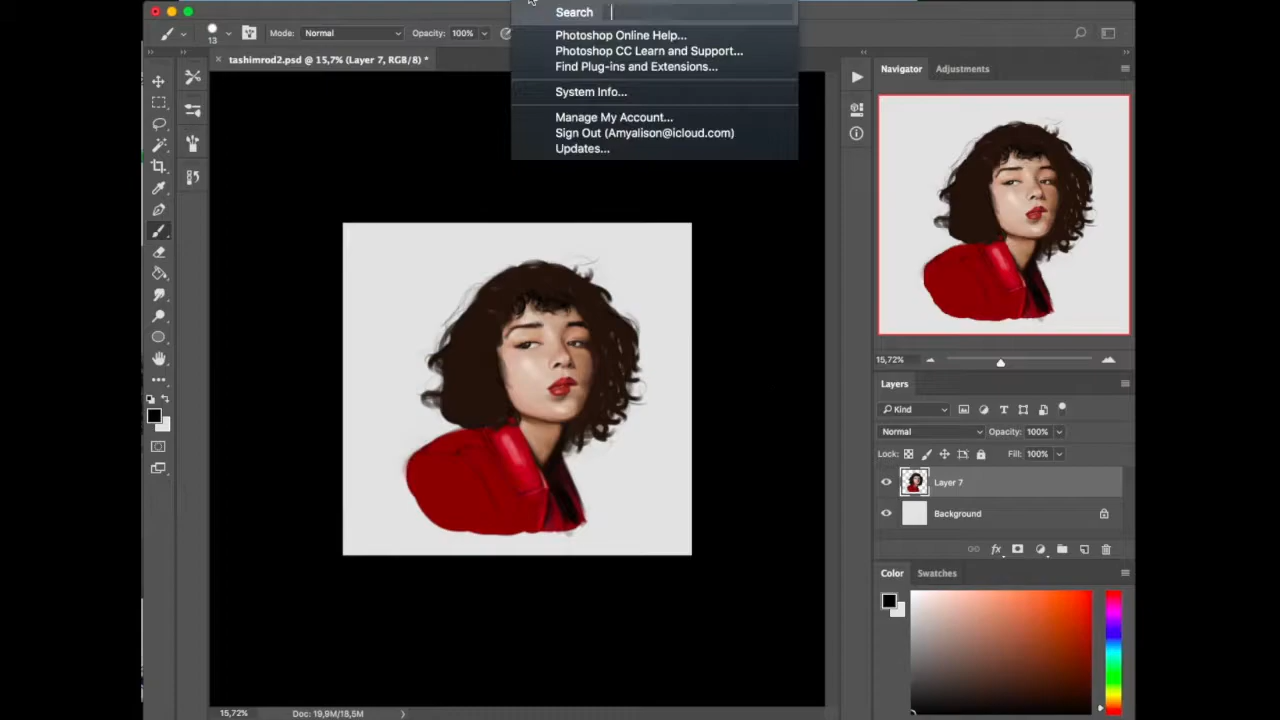 Search
Photoshop Online Help...
Photoshop CC Learn and Support...
Find Plug-ins and Extensions...
System Info...
Manage My Account...
Sign Out (Amyalison@icloud.com)
Updates...
13
Mode: Normal
Opacity: 100%
tashimrod2.psd @ 15,7% (Layer 7, RGB/8) *
Navigator
Adjustments
15,72%
Layers
Kind
Normal
Opacity: 100%
Lock:
Fill: 100%
Layer 7
Background
fx
Color
Swatches
15,72%
Doc: 19,9M/18,5M